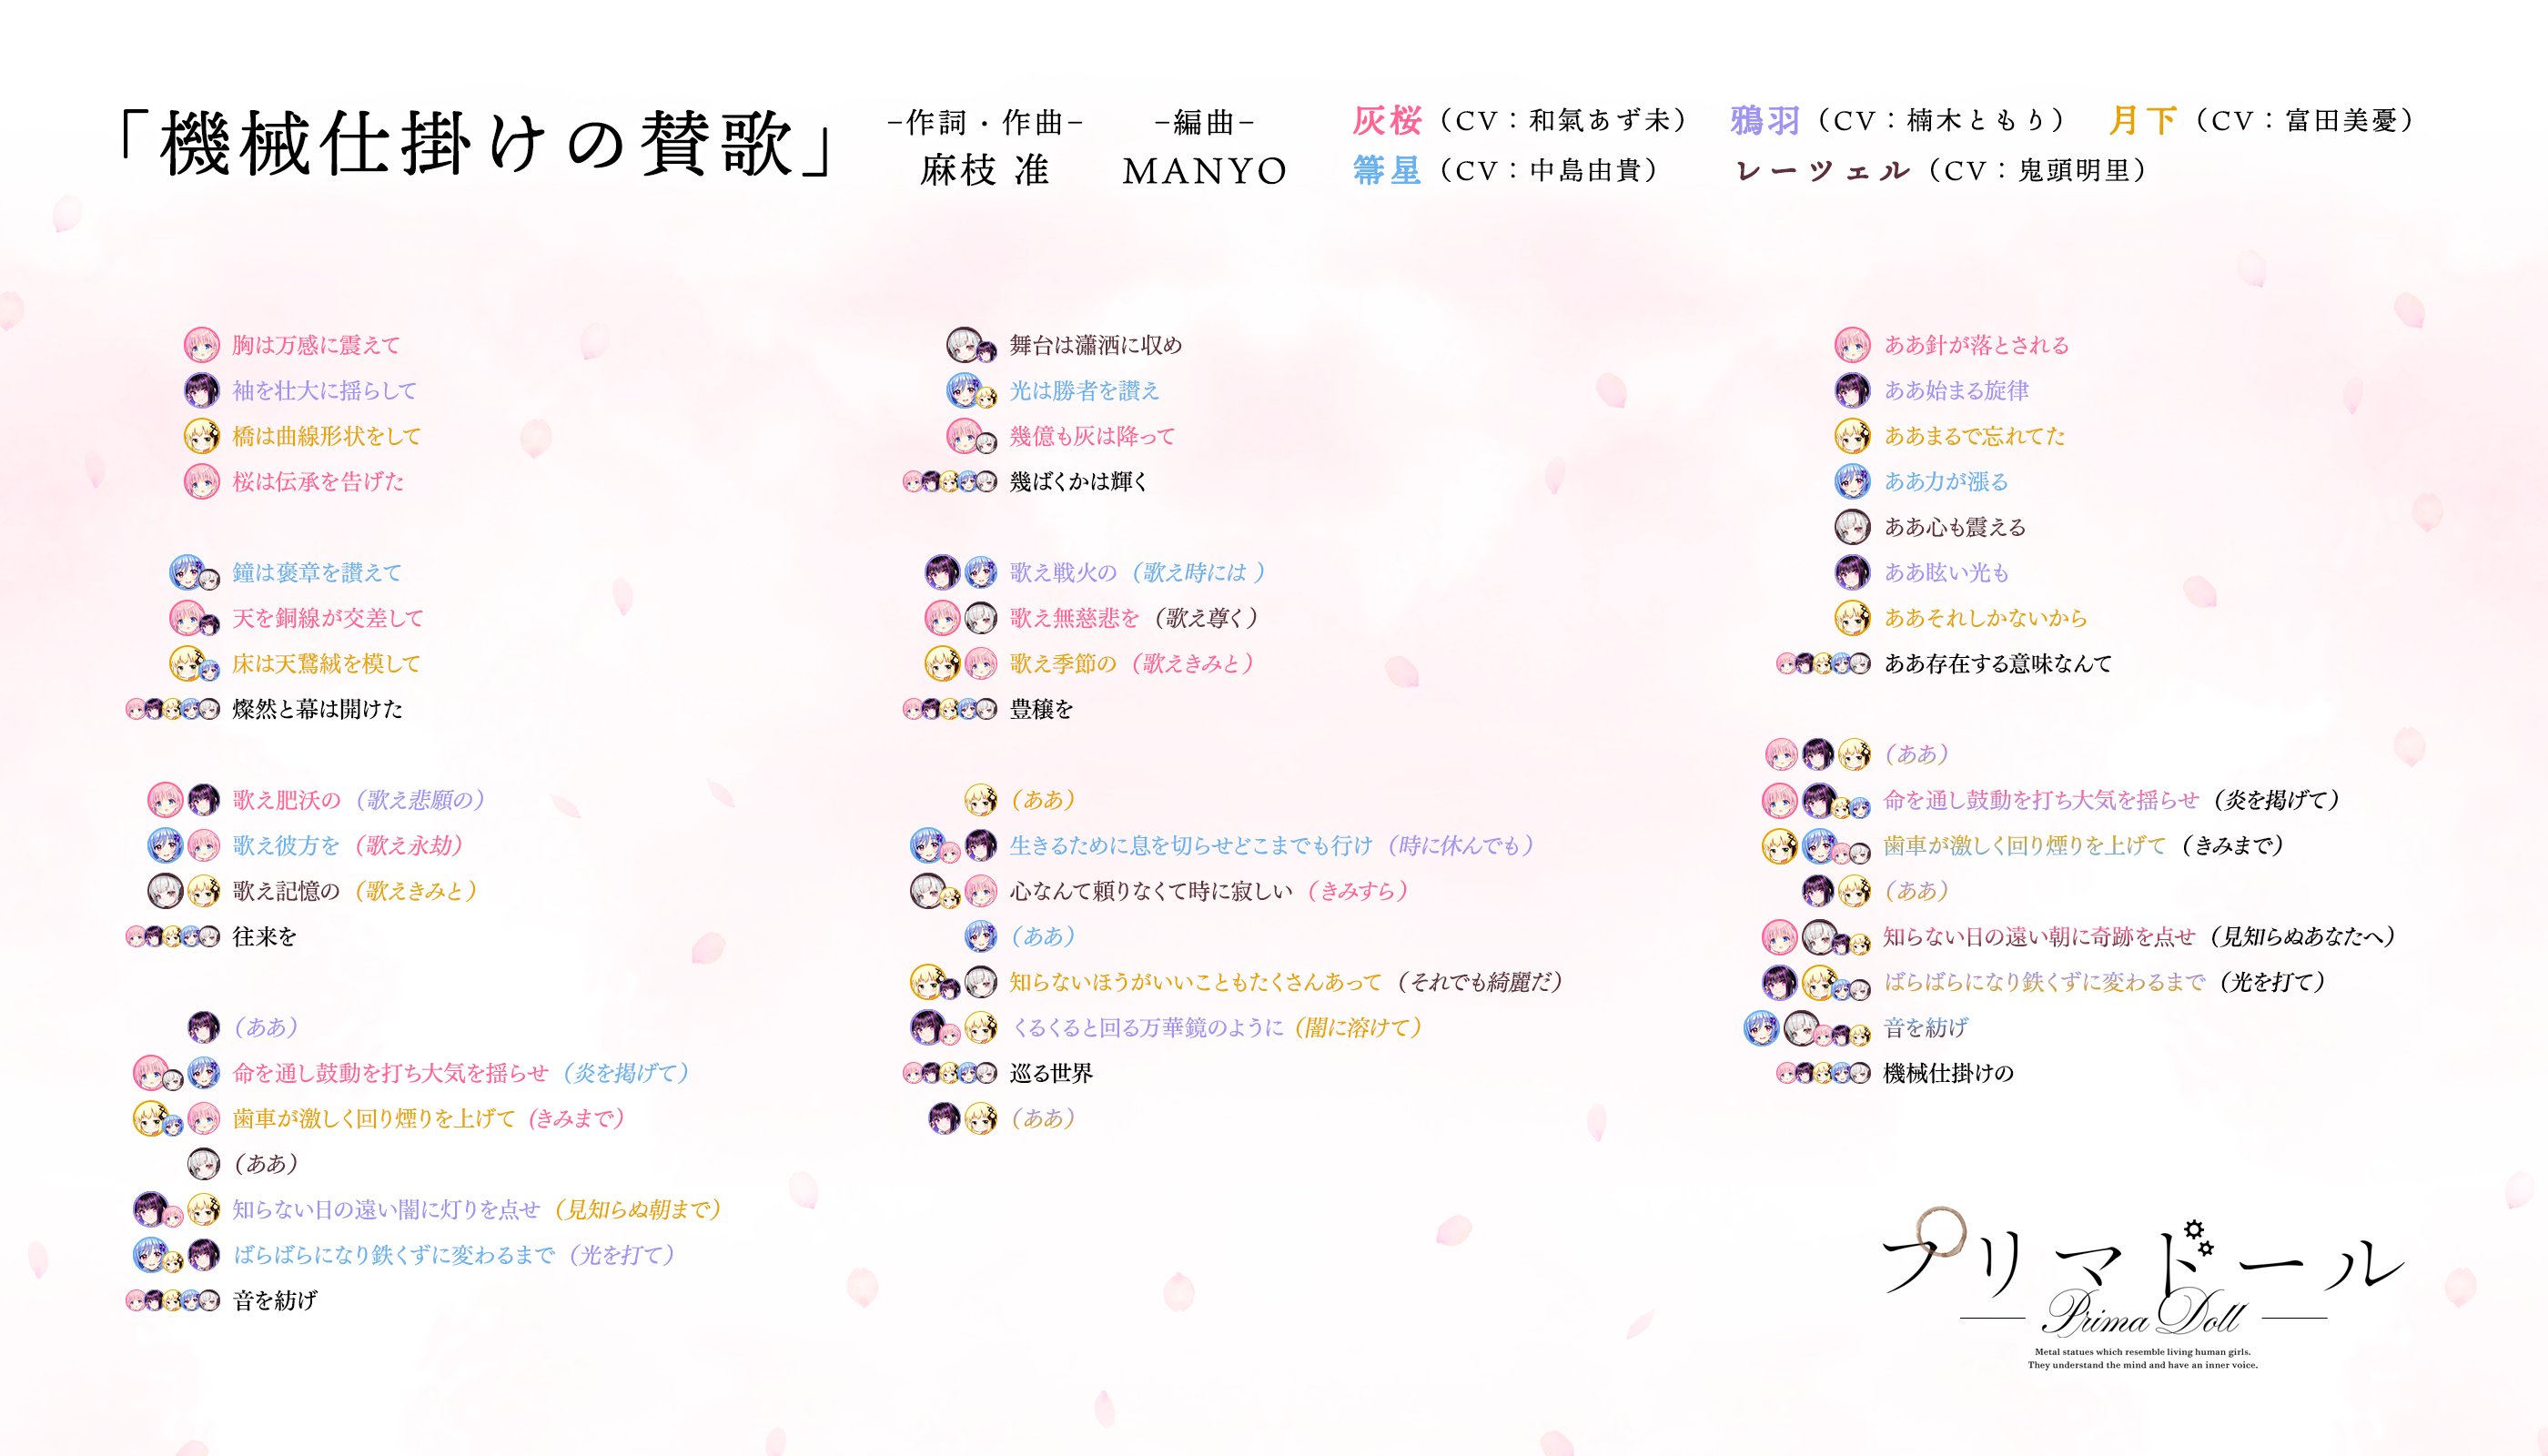 「機械仕掛けの賛歌」
−作詞・作曲−
麻枝 准
−編曲−
MANYO
灰桜（CV：和氣あず未） 鴉羽（CV：楠木ともり） 月下（CV：富田美憂）
箒星（CV：中島由貴） レーツェル（CV：鬼頭明里）
胸は万感に震えて
袖を壮大に揺らして
橋は曲線形状をして
桜は伝承を告げた
鐘は褒章を讃えて
天を銅線が交差して
床は天鵞絨を模して
燦然と幕は開けた
歌え肥沃の（歌え悲願の）
歌え彼方を（歌え永劫）
歌え記憶の（歌えきみと）
往来を
（ああ）
命を通し鼓動を打ち大気を揺らせ（炎を掲げて）
歯車が激しく回り煙りを上げて（きみまで）
（ああ）
知らない日の遠い闇に灯りを点せ（見知らぬ朝まで）
ばらばらになり鉄くずに変わるまで（光を打て）
音を紡げ
舞台は瀟洒に収め
光は勝者を讃え
幾億も灰は降って
幾ばくかは輝く
歌え戦火の（歌え時には ）
歌え無慈悲を（歌え尊く）
歌え季節の（歌えきみと）
豊穣を
（ああ）
生きるために息を切らせどこまでも行け（時に休んでも）
心なんて頼りなくて時に寂しい（きみすら）
（ああ）
知らないほうがいいこともたくさんあって（それでも綺麗だ）
くるくると回る万華鏡のように（闇に溶けて）
巡る世界
（ああ）
ああ針が落とされる
ああ始まる旋律
ああまるで忘れてた
ああ力が漲る
ああ心も震える
ああ眩い光も
ああそれしかないから
ああ存在する意味なんて
（ああ）
命を通し鼓動を打ち大気を揺らせ（炎を掲げて）
歯車が激しく回り煙りを上げて（きみまで）
（ああ）
知らない日の遠い朝に奇跡を点せ（見知らぬあなたへ）
ばらばらになり鉄くずに変わるまで（光を打て）
音を紡げ
機械仕掛けの
プリマドール
Prima Doll
Metal statues which resemble living human girls.
They understand the mind and have an inner voice.